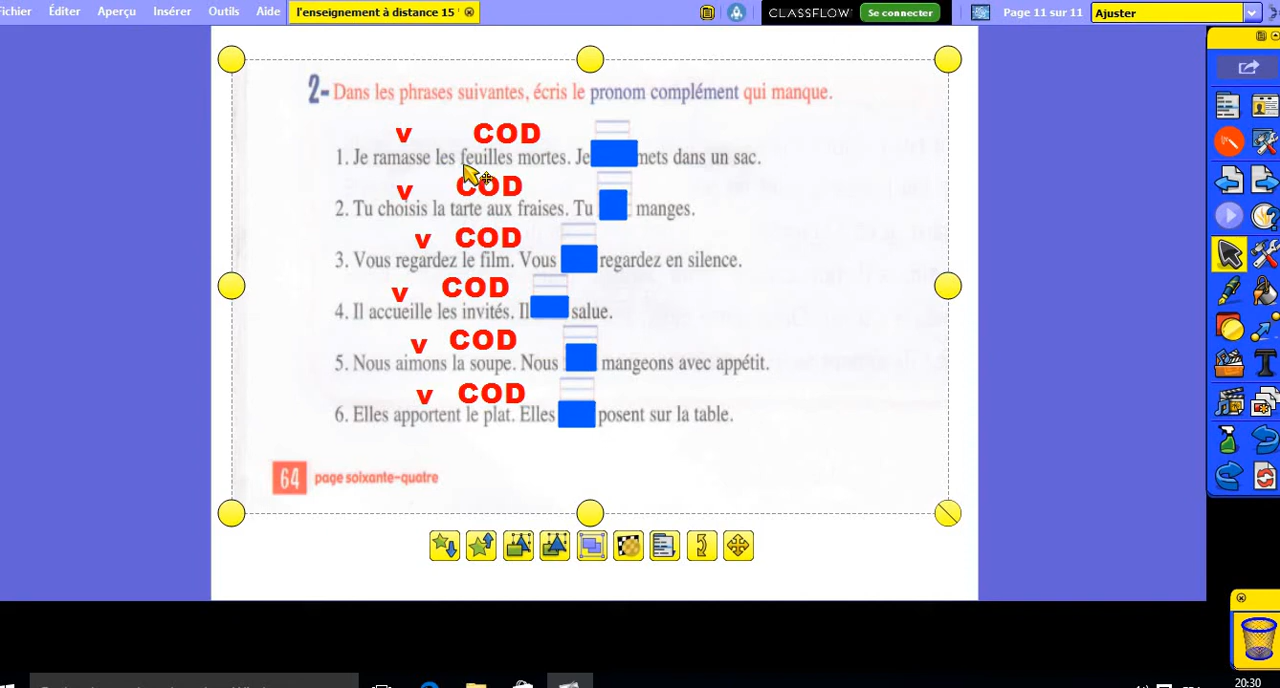 Fichier Éditer Aperçu Insérer Outils Aide l'enseignement à distance 15 CLASSFLOW Se connecter Page 11 sur 11 Ajuster
2- Dans les phrases suivantes, écris le pronom complément qui manque.
v COD
1. Je ramasse les feuilles mortes. Je mets dans un sac.
v COD
2. Tu choisis la tarte aux fraises. Tu manges.
v COD
3. Vous regardez le film. Vous regardez en silence.
v COD
4. Il accueille les invités. Il salue.
v COD
5. Nous aimons la soupe. Nous mangeons avec appétit.
v COD
6. Elles apportent le plat. Elles posent sur la table.
64 page soixante-quatre
20:30